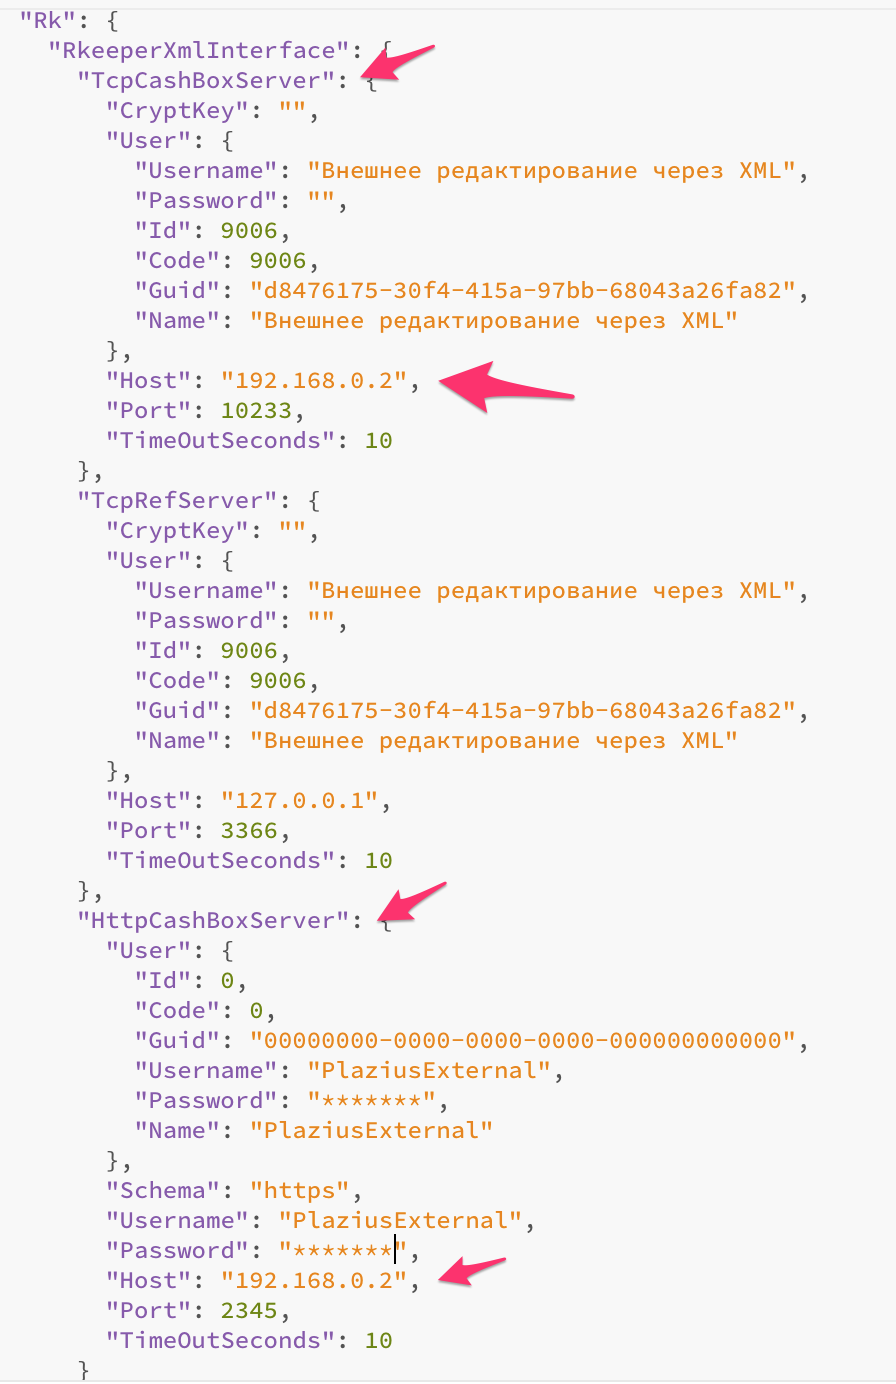 "Rk": {
"RkeeperXmlInterface": {
"TcpCashBoxServer": {
"CryptKey": "",
"User": {
"Username": "Внешнее редактирование через XML",
"Password": "",
"Id": 9006,
"Code": 9006,
"Guid": "d8476175-30f4-415a-97bb-68043a26fa82",
"Name": "Внешнее редактирование через XML"
},
"Host": "192.168.0.2",
"Port": 10233,
"TimeOutSeconds": 10
},
"TcpRefServer": {
"CryptKey": "",
"User": {
"Username": "Внешнее редактирование через XML",
"Password": "",
"Id": 9006,
"Code": 9006,
"Guid": "d8476175-30f4-415a-97bb-68043a26fa82",
"Name": "Внешнее редактирование через XML"
},
"Host": "127.0.0.1",
"Port": 3366,
"TimeOutSeconds": 10
},
"HttpCashBoxServer": {
"User": {
"Id": 0,
"Code": 0,
"Guid": "00000000-0000-0000-0000-000000000000",
"Username": "PlaziusExternal",
"Password": "*******",
"Name": "PlaziusExternal"
},
"Schema": "https",
"Username": "PlaziusExternal",
"Password": "*******",
"Host": "192.168.0.2",
"Port": 2345,
"TimeOutSeconds": 10
}